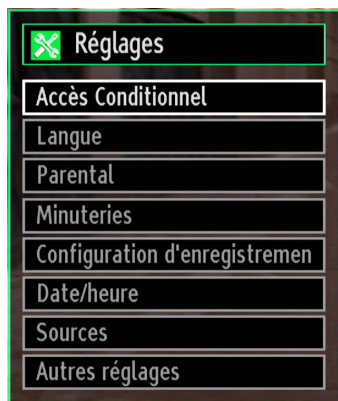 Réglages
Accès Conditionnel
Langue
Parental
Minuteries
Configuration d'enregistremen
Date/heure
Sources
Autres réglages